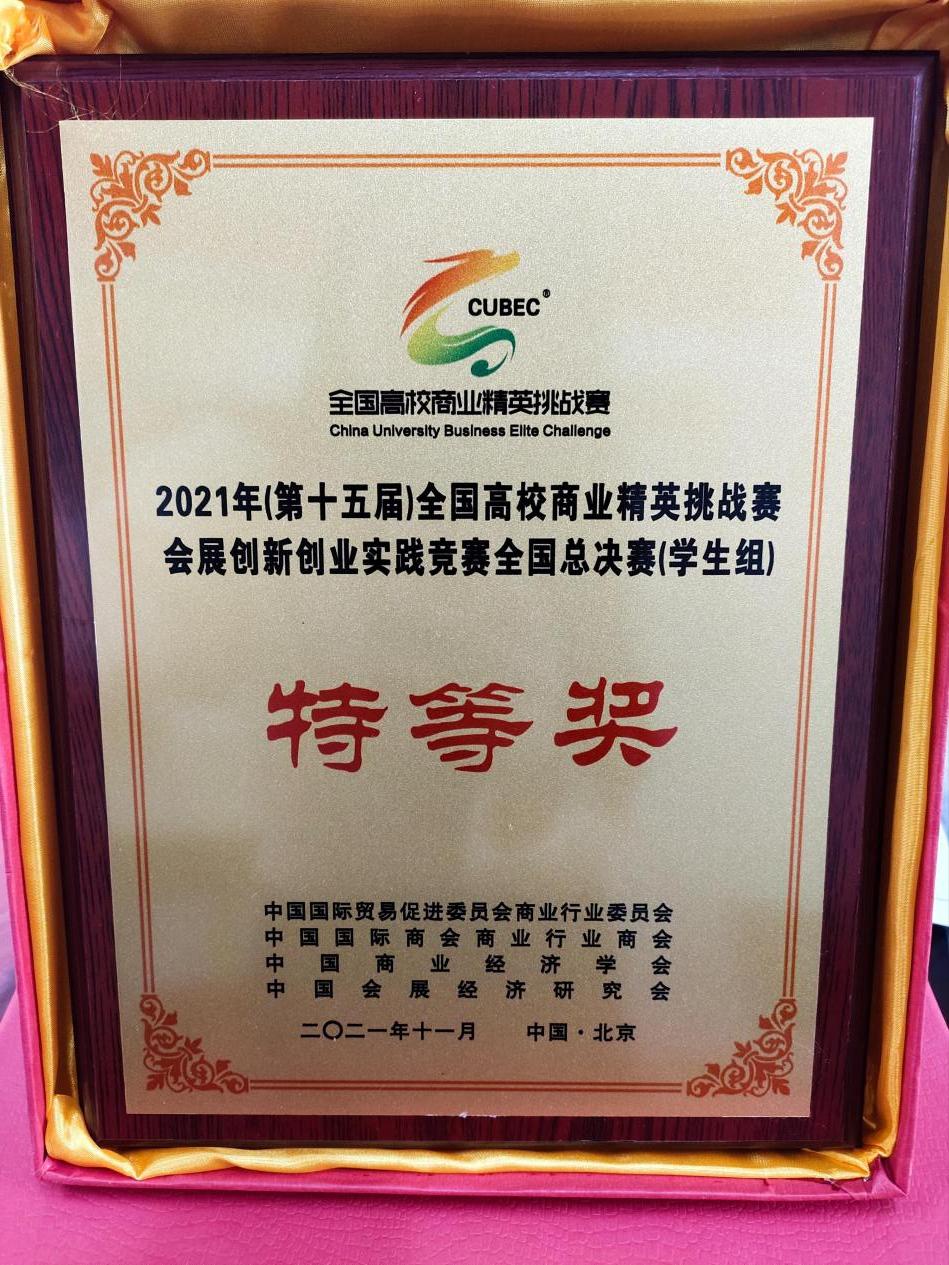 CUBEC®
全国高校商业精英挑战赛
China University Business Elite Challenge
2021年(第十五届)全国高校商业精英挑战赛
会展创新创业实践竞赛全国总决赛(学生组)
特等奖
中国国际贸易促进委员会商业行业委员会
中国国际商会商业行业商会
中国商业经济学会
中国会展经济研究会
二〇二一年十一月 中国·北京